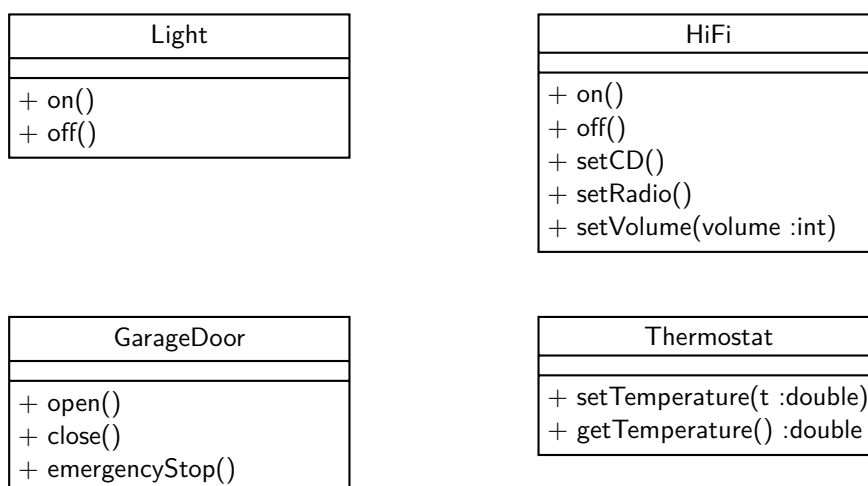 Light
+ on()
+ off()
HiFi
+ on()
+ off()
+ setCD()
+ setRadio()
+ setVolume(volume :int)
GarageDoor
+ open()
+ close()
+ emergencyStop()
Thermostat
+ setTemperature(t :double)
+ getTemperature() :double